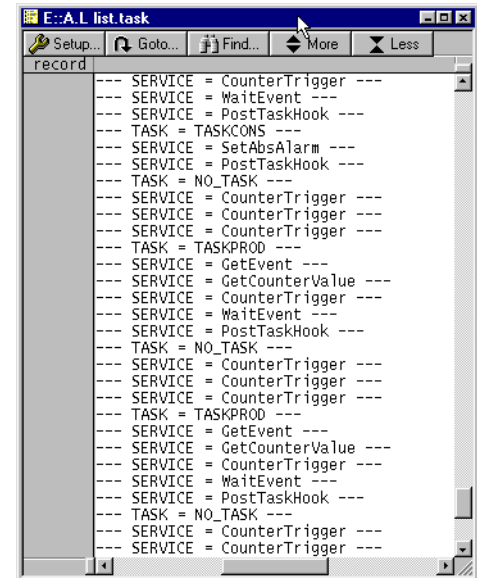 E::A.L list.task
Setup... Goto... Find... More Less
record
--- SERVICE = CounterTrigger ---
--- SERVICE = WaitEvent ---
--- SERVICE = PostTaskHook ---
--- TASK = TASKCONS ---
--- SERVICE = SetAbsAlarm ---
--- SERVICE = PostTaskHook ---
--- TASK = NO_TASK ---
--- SERVICE = CounterTrigger ---
--- SERVICE = CounterTrigger ---
--- SERVICE = CounterTrigger ---
--- TASK = TASKPROD ---
--- SERVICE = GetEvent ---
--- SERVICE = GetCounterValue ---
--- SERVICE = CounterTrigger ---
--- SERVICE = WaitEvent ---
--- SERVICE = PostTaskHook ---
--- TASK = NO_TASK ---
--- SERVICE = CounterTrigger ---
--- SERVICE = CounterTrigger ---
--- SERVICE = CounterTrigger ---
--- TASK = TASKPROD ---
--- SERVICE = GetEvent ---
--- SERVICE = GetCounterValue ---
--- SERVICE = CounterTrigger ---
--- SERVICE = WaitEvent ---
--- SERVICE = PostTaskHook ---
--- TASK = NO_TASK ---
--- SERVICE = CounterTrigger ---
--- SERVICE = CounterTrigger ---